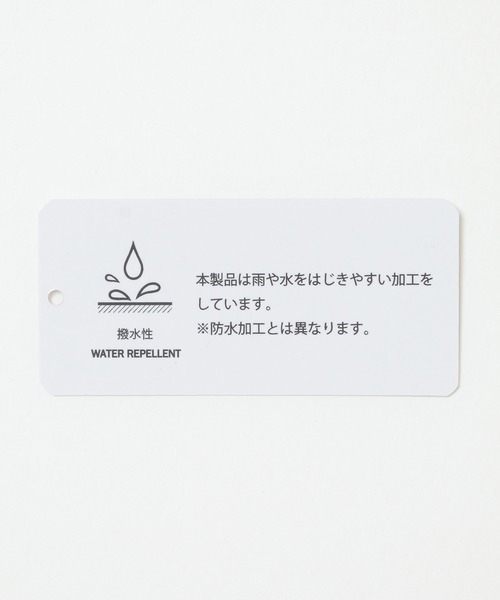 撥水性
WATER REPELLENT
本製品は雨や水をはじきやすい加工を
しています。
※防水加工とは異なります。